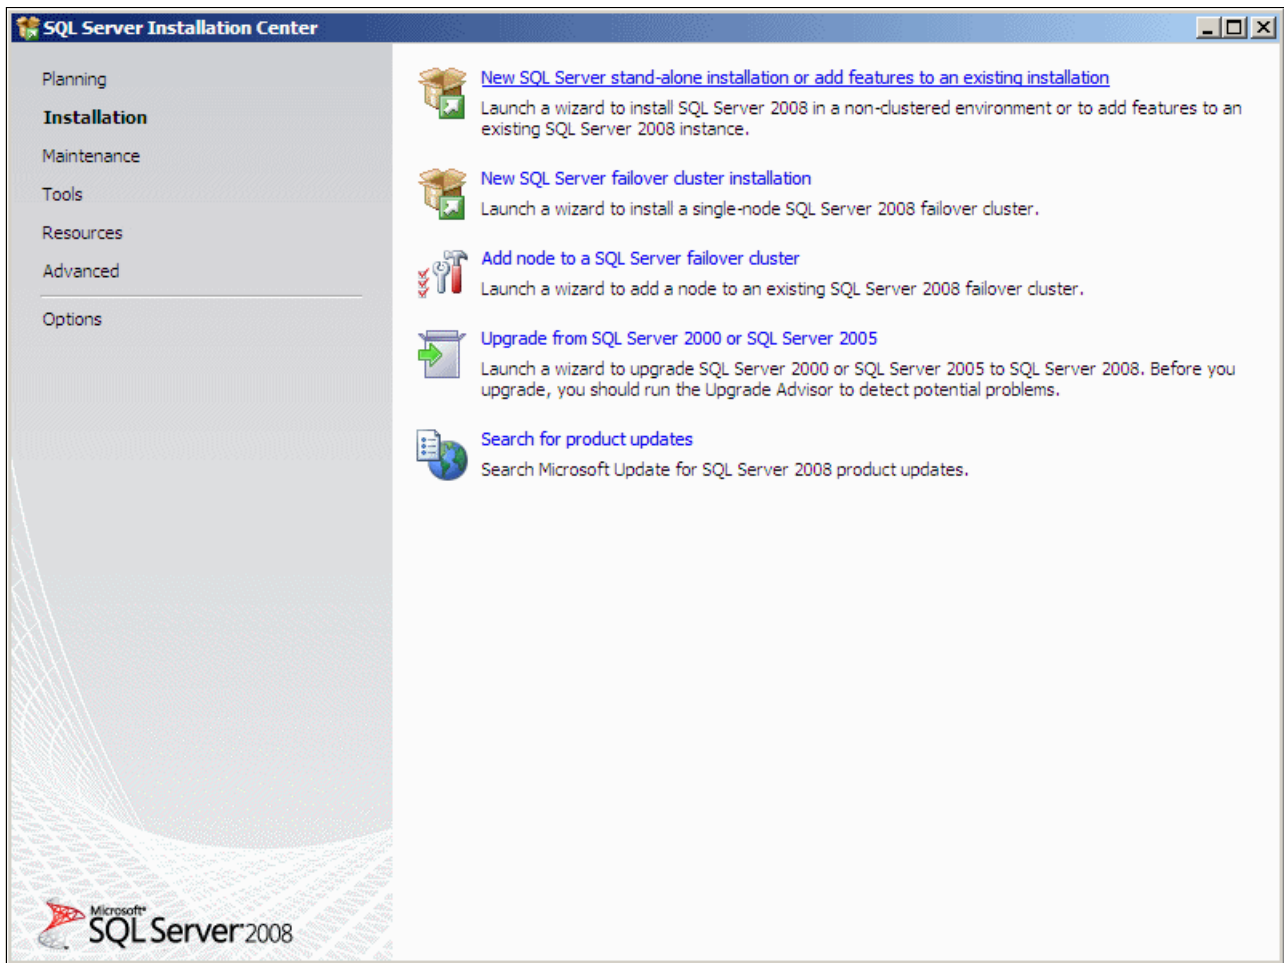 SQL Server Installation Center
Planning
Installation
Maintenance
Tools
Resources
Advanced
Options
New SQL Server stand-alone installation or add features to an existing installation
Launch a wizard to install SQL Server 2008 in a non-clustered environment or to add features to an
existing SQL Server 2008 instance.
New SQL Server failover cluster installation
Launch a wizard to install a single-node SQL Server 2008 failover cluster.
Add node to a SQL Server failover cluster
Launch a wizard to add a node to an existing SQL Server 2008 failover cluster.
Upgrade from SQL Server 2000 or SQL Server 2005
Launch a wizard to upgrade SQL Server 2000 or SQL Server 2005 to SQL Server 2008. Before you
upgrade, you should run the Upgrade Advisor to detect potential problems.
Search for product updates
Search Microsoft Update for SQL Server 2008 product updates.
Microsoft®
SQL Server® 2008